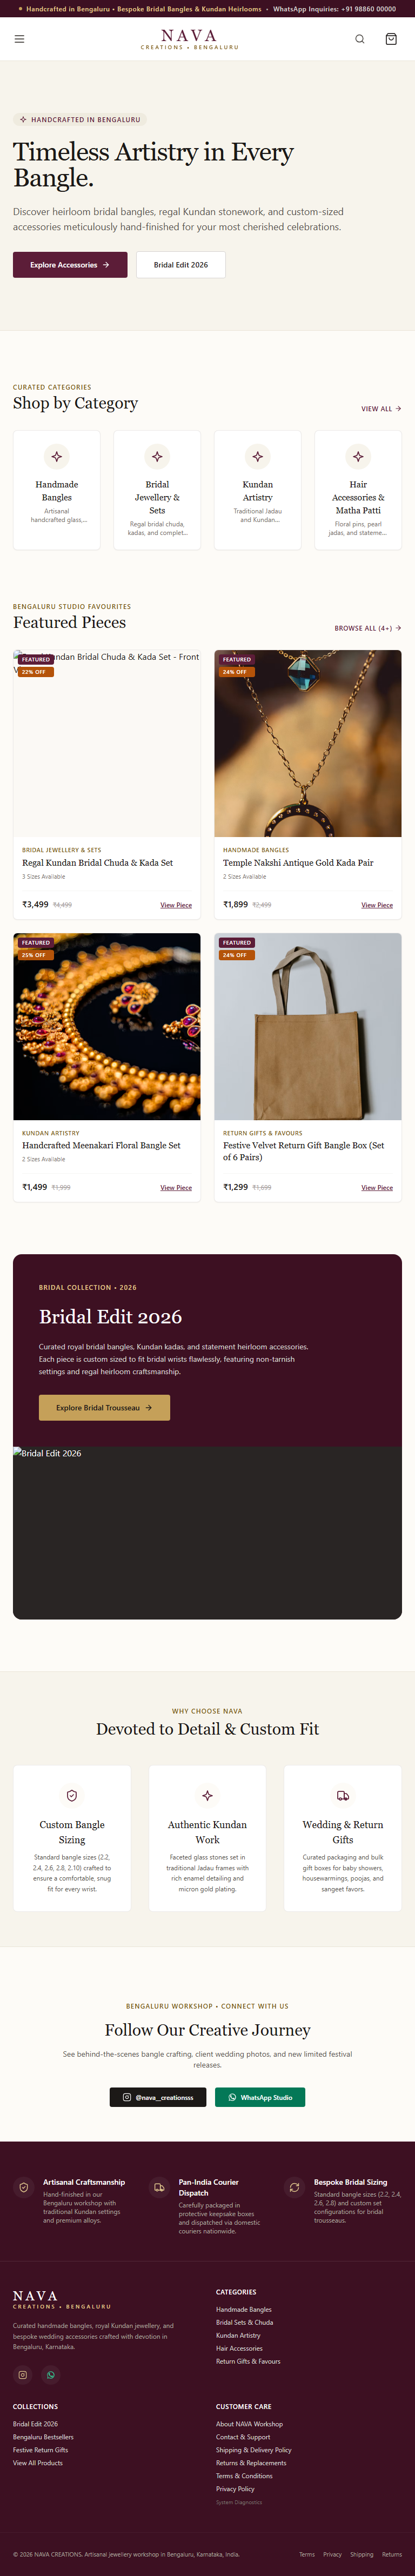 Handcrafted in Bengaluru • Bespoke Bridal Bangles & Kundan Heirlooms • WhatsApp Inquiries: +91 98860 00000
NAVA
CREATIONS • BENGALURU
HANDCRAFTED IN BENGALURU
Timeless Artistry in Every
Bangle.
Discover heirloom bridal bangles, regal Kundan stonework, and custom-sized
accessories meticulously hand-finished for your most cherished celebrations.
Explore Accessories
Bridal Edit 2026
CURATED CATEGORIES
Shop by Category
VIEW ALL
Handmade
Bangles
Artisanal
handcrafted glass,...
Bridal
Jewellery &
Sets
Regal bridal chuda,
kadas, and complet...
Kundan
Artistry
Traditional Jadau
and Kundan...
Hair
Accessories &
Matha Patti
Floral pins, pearl
jadas, and stateme...
BENGALURU STUDIO FAVOURITES
Featured Pieces
BROWSE ALL (4+)
undan Bridal Chuda & Kada Set - Front
FEATURED
22% OFF
BRIDAL JEWELLERY & SETS
Regal Kundan Bridal Chuda & Kada Set
3 Sizes Available
₹3,499 ₹4,499
View Piece
FEATURED
24% OFF
HANDMADE BANGLES
Temple Nakshi Antique Gold Kada Pair
2 Sizes Available
₹1,899 ₹2,499
View Piece
FEATURED
25% OFF
KUNDAN ARTISTRY
Handcrafted Meenakari Floral Bangle Set
2 Sizes Available
₹1,499 ₹1,999
View Piece
FEATURED
24% OFF
RETURN GIFTS & FAVOURS
Festive Velvet Return Gift Bangle Box (Set
of 6 Pairs)
₹1,299 ₹1,699
View Piece
BRIDAL COLLECTION • 2026
Bridal Edit 2026
Curated royal bridal bangles, Kundan kadas, and statement heirloom accessories.
Each piece is custom sized to fit bridal wrists flawlessly, featuring non-tarnish
settings and regal heirloom craftsmanship.
Explore Bridal Trousseau
Bridal Edit 2026
WHY CHOOSE NAVA
Devoted to Detail & Custom Fit
Custom Bangle
Sizing
Standard bangle sizes (2.2,
2.4, 2.6, 2.8, 2.10) crafted to
ensure a comfortable, snug
fit for every wrist.
Authentic Kundan
Work
Faceted glass stones set in
traditional Jadau frames with
rich enamel detailing and
micron gold plating.
Wedding & Return
Gifts
Curated packaging and bulk
gift boxes for baby showers,
housewarmings, poojas, and
sangeet favors.
BENGALURU WORKSHOP • CONNECT WITH US
Follow Our Creative Journey
See behind-the-scenes bangle crafting, client wedding photos, and new limited festival
releases.
@nava__creationsss
WhatsApp Studio
Artisanal Craftsmanship
Hand-finished in our
Bengaluru workshop with
traditional Kundan settings
and premium alloys.
Pan-India Courier
Dispatch
Carefully packaged in
protective keepsake boxes
and dispatched via domestic
couriers nationwide.
Bespoke Bridal Sizing
Standard bangle sizes (2.2, 2.4,
2.6, 2.8) and custom set
configurations for bridal
trousseaus.
NAVA
CREATIONS • BENGALURU
Curated handmade bangles, royal Kundan jewellery, and
bespoke wedding accessories crafted with devotion in
Bengaluru, Karnataka.
CATEGORIES
Handmade Bangles
Bridal Sets & Chuda
Kundan Artistry
Hair Accessories
Return Gifts & Favours
COLLECTIONS
Bridal Edit 2026
Bengaluru Bestsellers
Festive Return Gifts
View All Products
CUSTOMER CARE
About NAVA Workshop
Contact & Support
Shipping & Delivery Policy
Returns & Replacements
Terms & Conditions
Privacy Policy
System Diagnostics
© 2026 NAVA CREATIONS. Artisanal jewellery workshop in Bengaluru, Karnataka, India.
Terms Privacy Shipping Returns